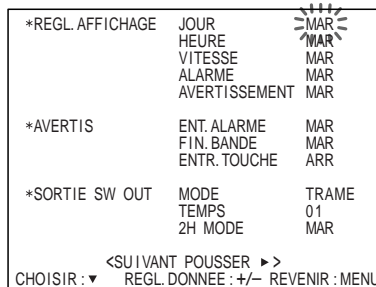 *REGL.AFFICHAGE JOUR MAR
HEURE MAR
VITESSE MAR
ALARME MAR
AVERTISSEMENT MAR
*AVERTIS ENT.ALARME MAR
FIN.BANDE MAR
ENTR.TOUCHE ARR
*SORTIE SW OUT MODE TRAME
TEMPS 01
2H MODE MAR
<SUIVANT POUSSER ►>
CHOISIR:▼ REGL.DONNEE:+/– REVENIR:MENU